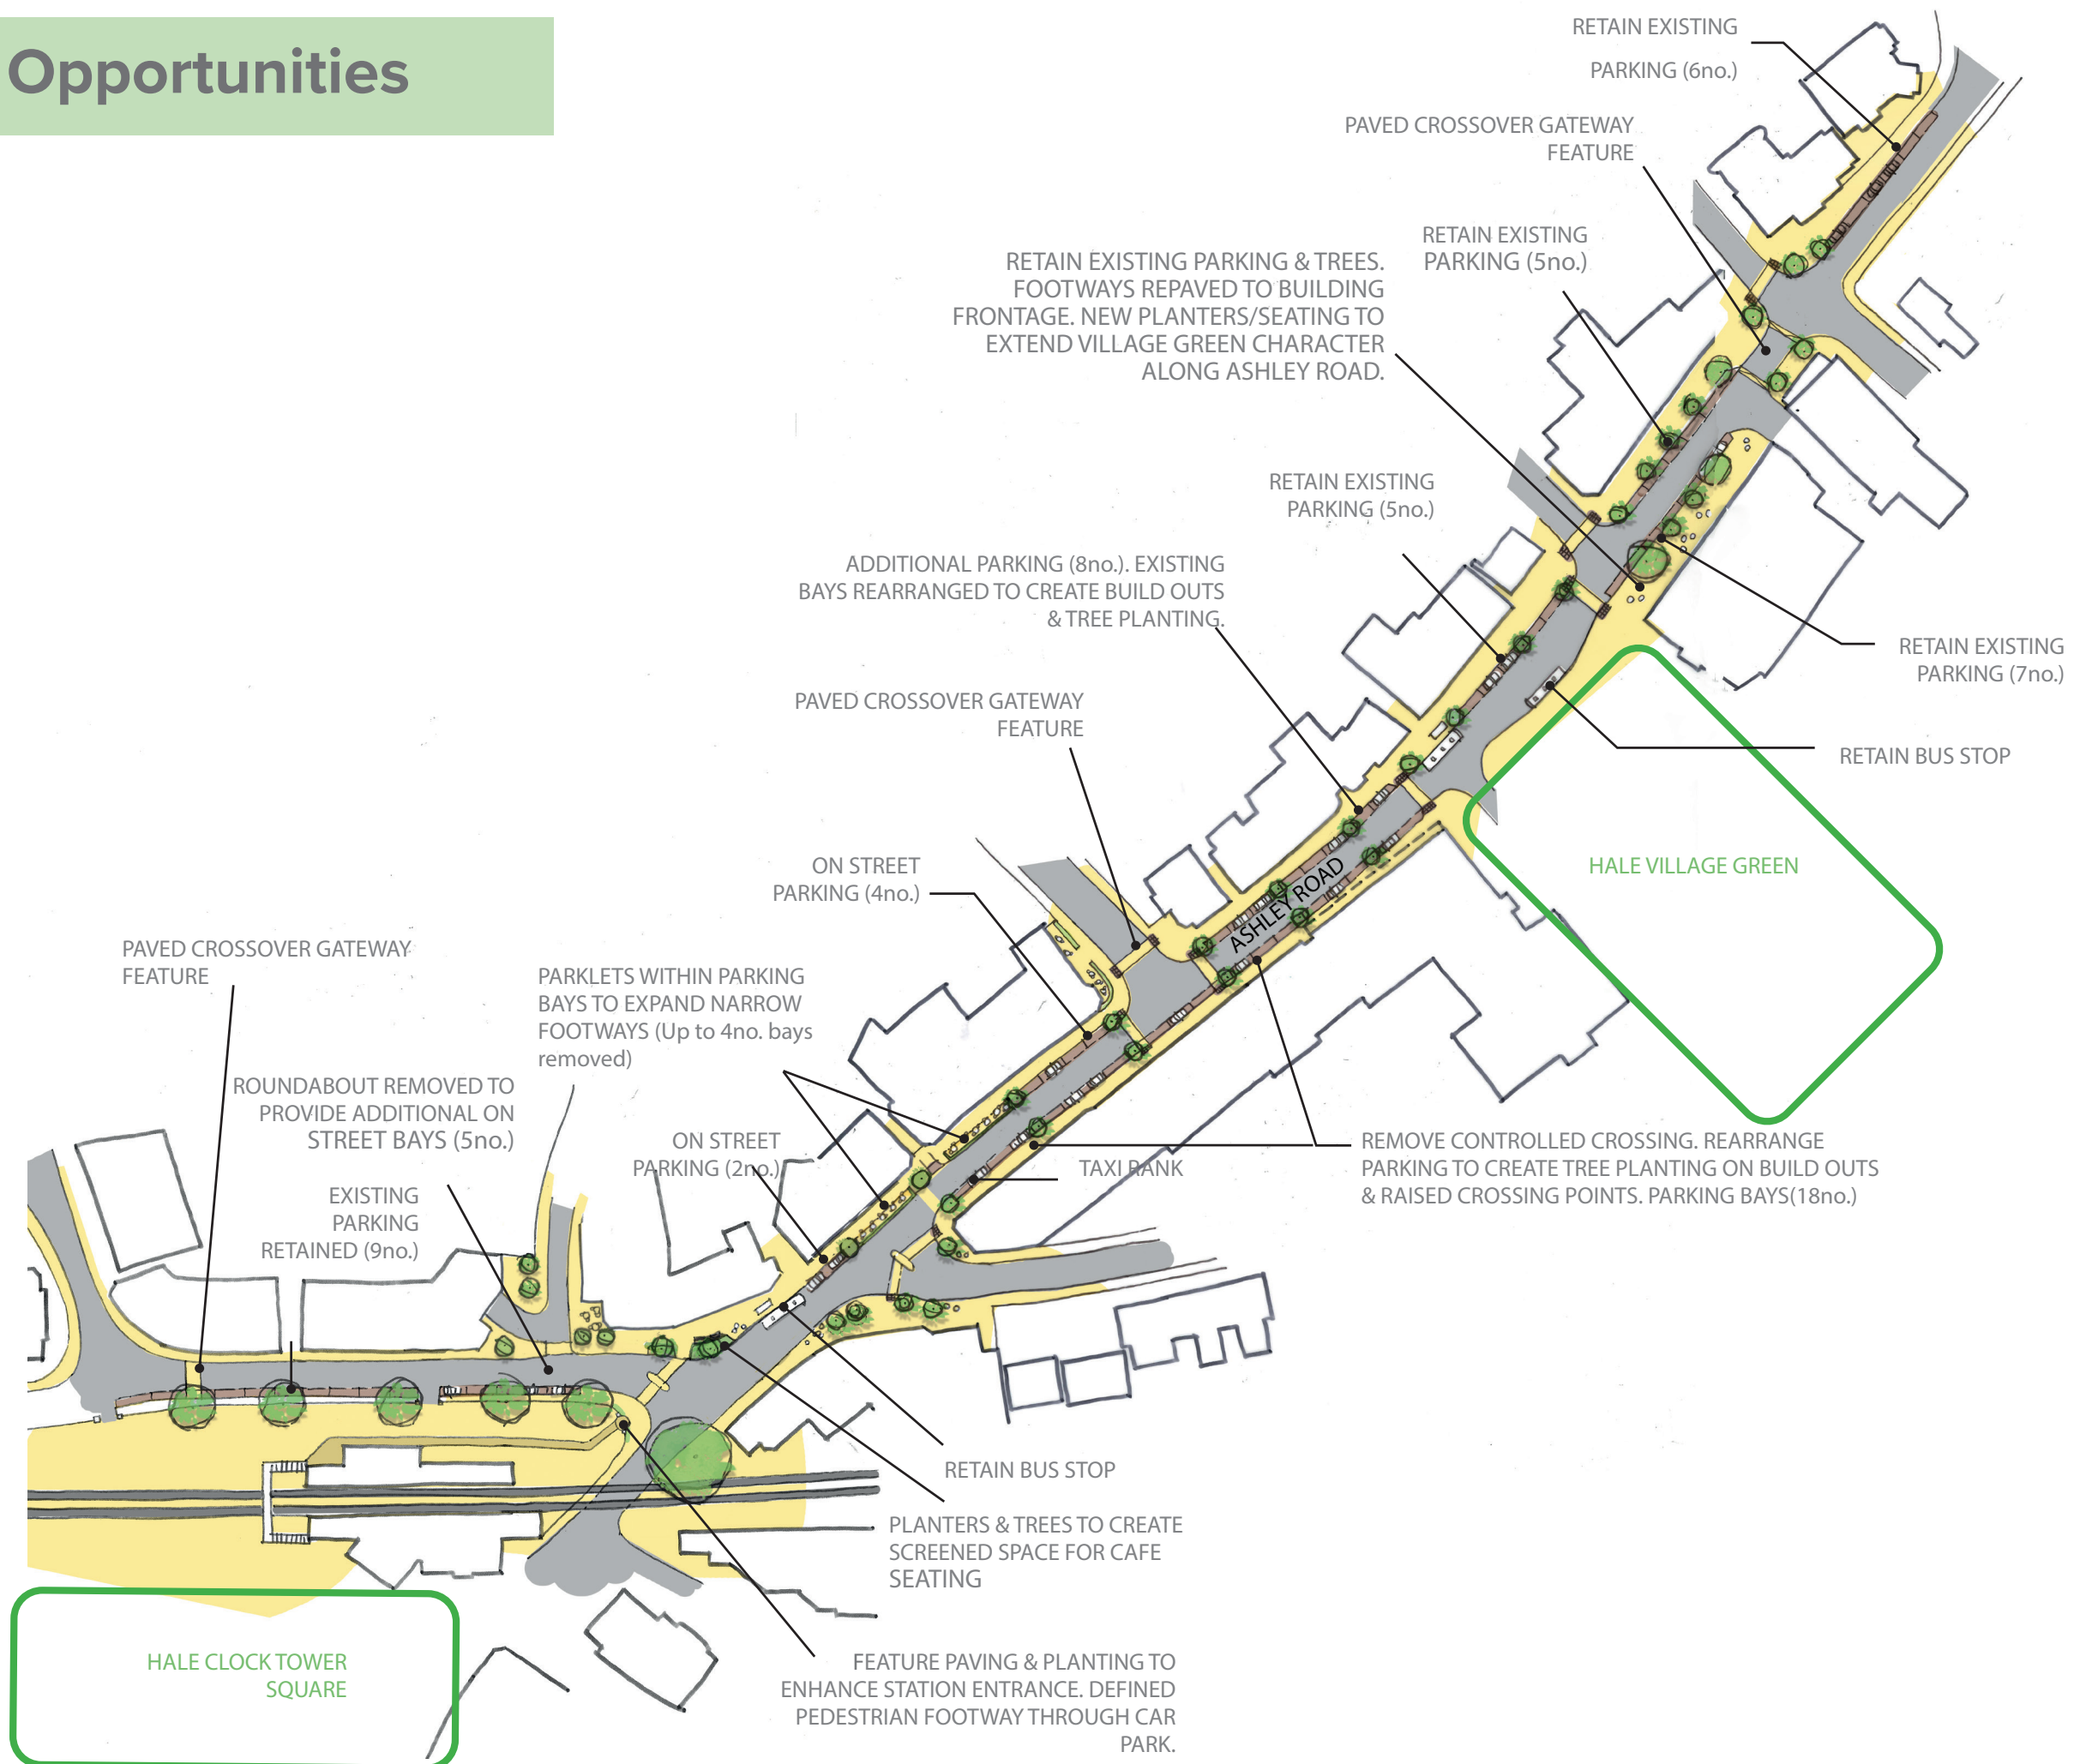 Opportunities
RETAIN EXISTING
PARKING (6no.)
PAVED CROSSOVER GATEWAY
FEATURE
RETAIN EXISTING
PARKING (5no.)
RETAIN EXISTING PARKING & TREES.
FOOTWAYS REPAVED TO BUILDING
FRONTAGE. NEW PLANTERS/SEATING TO
EXTEND VILLAGE GREEN CHARACTER
ALONG ASHLEY ROAD.
RETAIN EXISTING
PARKING (5no.)
ADDITIONAL PARKING (8no.). EXISTING
BAYS REARRANGED TO CREATE BUILD OUTS
& TREE PLANTING.
RETAIN EXISTING
PARKING (7no.)
PAVED CROSSOVER GATEWAY
FEATURE
RETAIN BUS STOP
ON STREET
PARKING (4no.)
HALE VILLAGE GREEN
ASHLEY ROAD
PAVED CROSSOVER GATEWAY
FEATURE
PARKLETS WITHIN PARKING
BAYS TO EXPAND NARROW
FOOTWAYS (Up to 4no. bays
removed)
ROUNDABOUT REMOVED TO
PROVIDE ADDITIONAL ON
STREET BAYS (5no.)
ON STREET
PARKING (2no.)
TAXI RANK
REMOVE CONTROLLED CROSSING. REARRANGE
PARKING TO CREATE TREE PLANTING ON BUILD OUTS
& RAISED CROSSING POINTS. PARKING BAYS(18no.)
EXISTING
PARKING
RETAINED (9no.)
RETAIN BUS STOP
PLANTERS & TREES TO CREATE
SCREENED SPACE FOR CAFE
SEATING
HALE CLOCK TOWER
SQUARE
FEATURE PAVING & PLANTING TO
ENHANCE STATION ENTRANCE. DEFINED
PEDESTRIAN FOOTWAY THROUGH CAR
PARK.